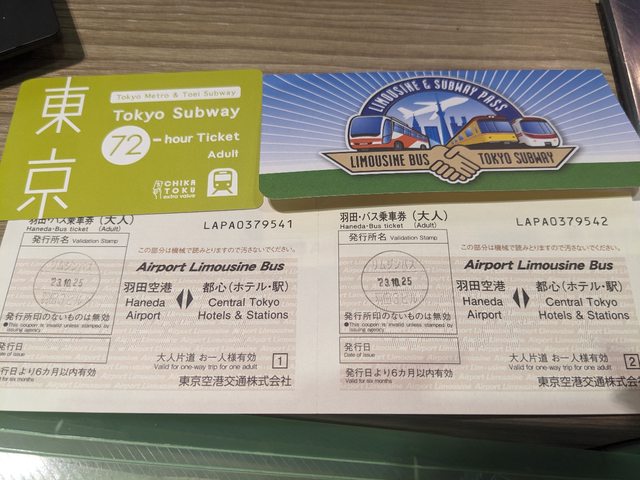 東京
Tokyo Metro & Toei Subway
Tokyo Subway
72-hour Ticket
Adult
CHIKA
TOKU
extra value
LIMOUSINE & SUBWAY PASS
LIMOUSINE BUS
TOKYO SUBWAY
羽田・バス乗車券（大人）
Haneda・Bus ticket (Adult)
LAPA0379541
発行所名 Validation Stamp
この部分は機械で読みとりますので汚さないでください。
Airport Limousine Bus
'23.10.25
羽田空港
Haneda
Airport
都心（ホテル・駅）
Central Tokyo
Hotels & Stations
発行所印のないものは無効
●This coupon is invalid unless stamped by
issuing agency.
発行日
Date of issue
大人片道 お一人様有効
Valid for one-way trip for one adult
1
発行日より6カ月以内有効
Valid for six months
東京空港交通株式会社
羽田・バス乗車券（大人）
Haneda・Bus ticket (Adult)
LAPA0379542
発行所名 Validation Stamp
この部分は機械で読みとりますので汚さないでください。
Airport Limousine Bus
リムジンバス
'23.10.25
羽田空港
Haneda
Airport
都心（ホテル・駅）
Central Tokyo
Hotels & Stations
発行所印のないものは無効
●This coupon is invalid unless stamped by
issuing agency.
発行日
Date of issue
大人片道 お一人様有効
Valid for one-way trip for one adult
2
発行日より6カ月以内有効
Valid for six months
東京空港交通株式会社